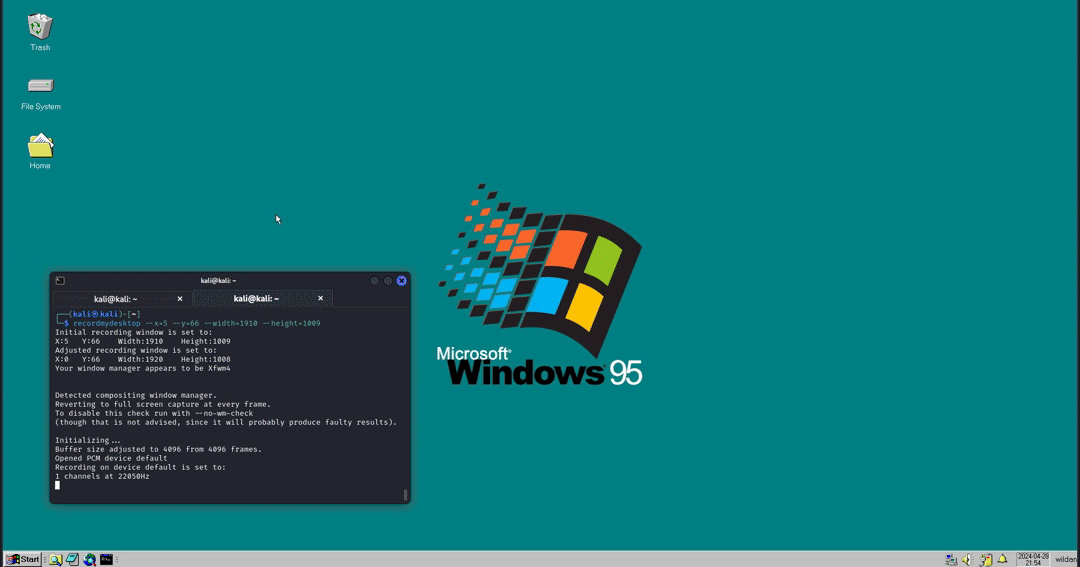 Trash
File System
Home
Microsoft®
Windows 95
kali@kali: ~
kali@kali: ~
kali@kali: ~
┌──(kali㉿kali)-[~]
└─$ recordmydesktop --x=5 --y=66 --width=1910 --height=1009
Initial recording window is set to:
X:5 Y:66 Width:1910 Height:1009
Adjusted recording window is set to:
X:0 Y:66 Width:1920 Height:1008
Your window manager appears to be Xfwm4
Detected compositing window manager.
Reverting to full screen capture at every frame.
To disable this check run with --no-wm-check
(though that is not advised, since it will probably produce faulty results).
Initializing...
Buffer size adjusted to 4096 from 4096 frames.
Opened PCM device default
Recording on device default is set to:
1 channels at 22050Hz
Start
2024-04-28
21:54
wildan